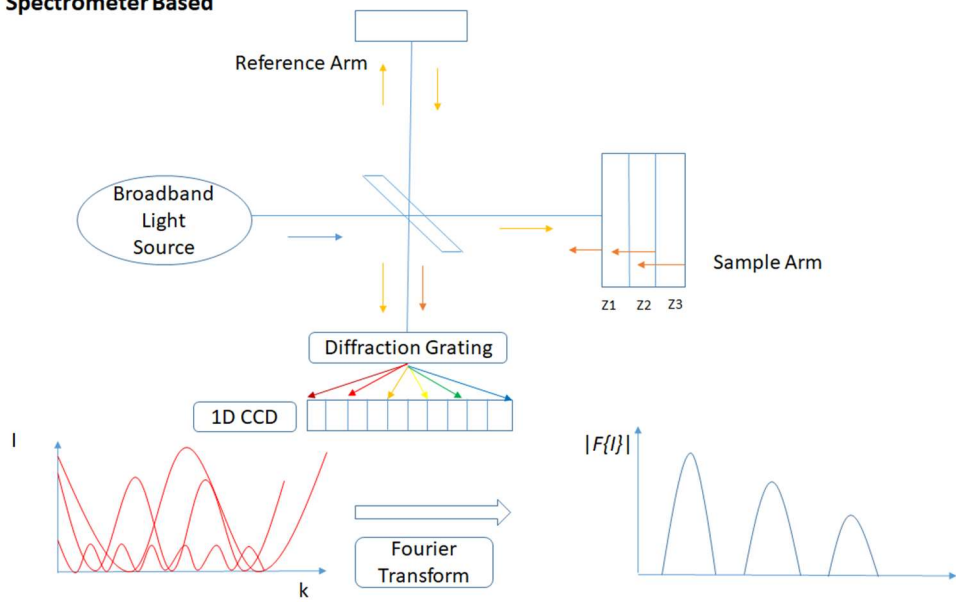 Spectrometer Based
Reference Arm
Broadband
Light
Source
Sample Arm
Z1 Z2 Z3
Diffraction Grating
1D CCD
I
|F{I}|
Fourier
Transform
k